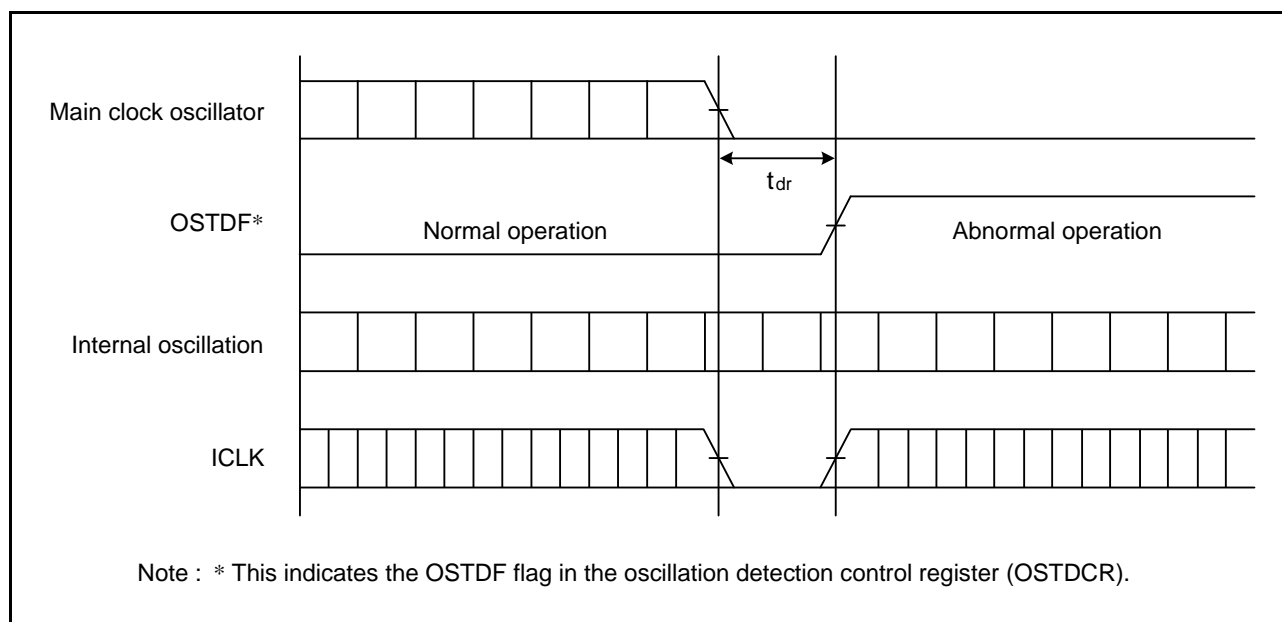 Main clock oscillator
tdr
OSTDF*
Normal operation
Abnormal operation
Internal oscillation
ICLK
Note : * This indicates the OSTDF flag in the oscillation detection control register (OSTDCR).